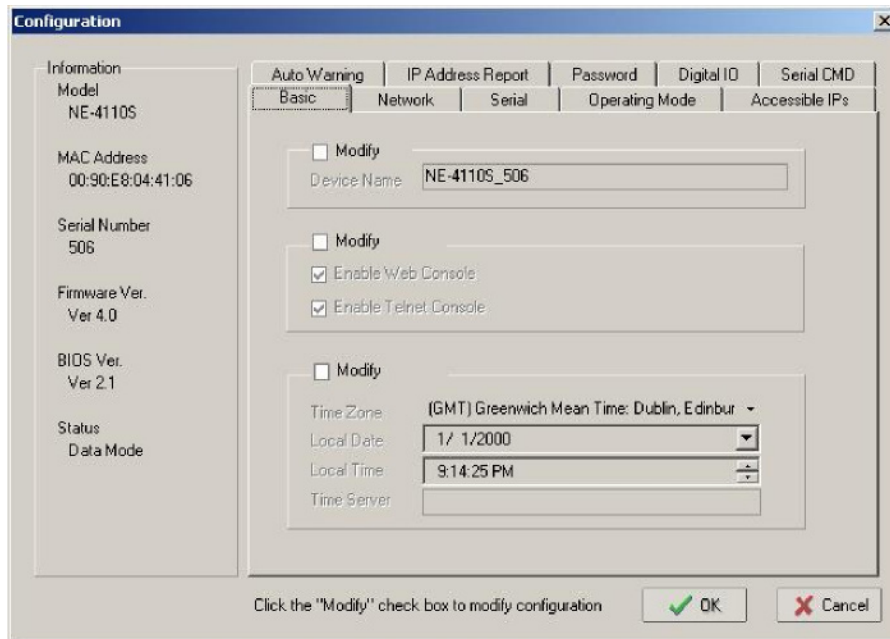 Configuration
Information
Model
NE-4110S
MAC Address
00:90:E8:04:41:06
Serial Number
506
Firmware Ver.
Ver 4.0
BIOS Ver.
Ver 2.1
Status
Data Mode
Auto Warning
IP Address Report
Password
Digital IO
Serial CMD
Basic
Network
Serial
Operating Mode
Accessible IPs
Modify
Device Name NE-4110S_506
Modify
Enable Web Console
Enable Telnet Console
Modify
Time Zone (GMT) Greenwich Mean Time: Dublin, Edinbur
Local Date 1/ 1/2000
Local Time 9:14:25 PM
Time Server
Click the "Modify" check box to modify configuration
OK
Cancel